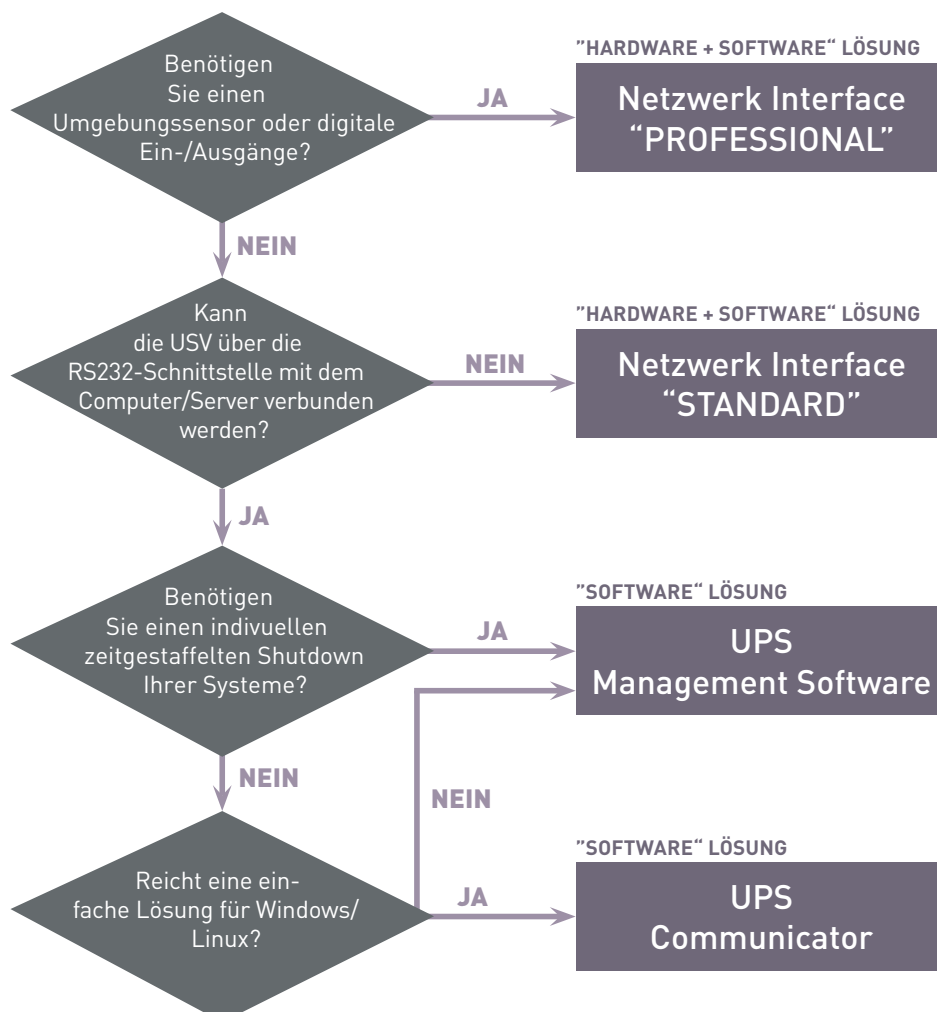 Benötigen
Sie einen
Umgebungssensor oder digitale
Ein-/Ausgänge?
JA
”HARDWARE + SOFTWARE“ LÖSUNG
Netzwerk Interface
“PROFESSIONAL”
NEIN
Kann
die USV über die
RS232-Schnittstelle mit dem
Computer/Server verbunden
werden?
NEIN
”HARDWARE + SOFTWARE“ LÖSUNG
Netzwerk Interface
“STANDARD”
JA
Benötigen
Sie einen indivuellen
zeitgestaffelten Shutdown
Ihrer Systeme?
JA
”SOFTWARE“ LÖSUNG
UPS
Management Software
NEIN
NEIN
Reicht eine ein-
fache Lösung für Windows/
Linux?
JA
”SOFTWARE“ LÖSUNG
UPS
Communicator